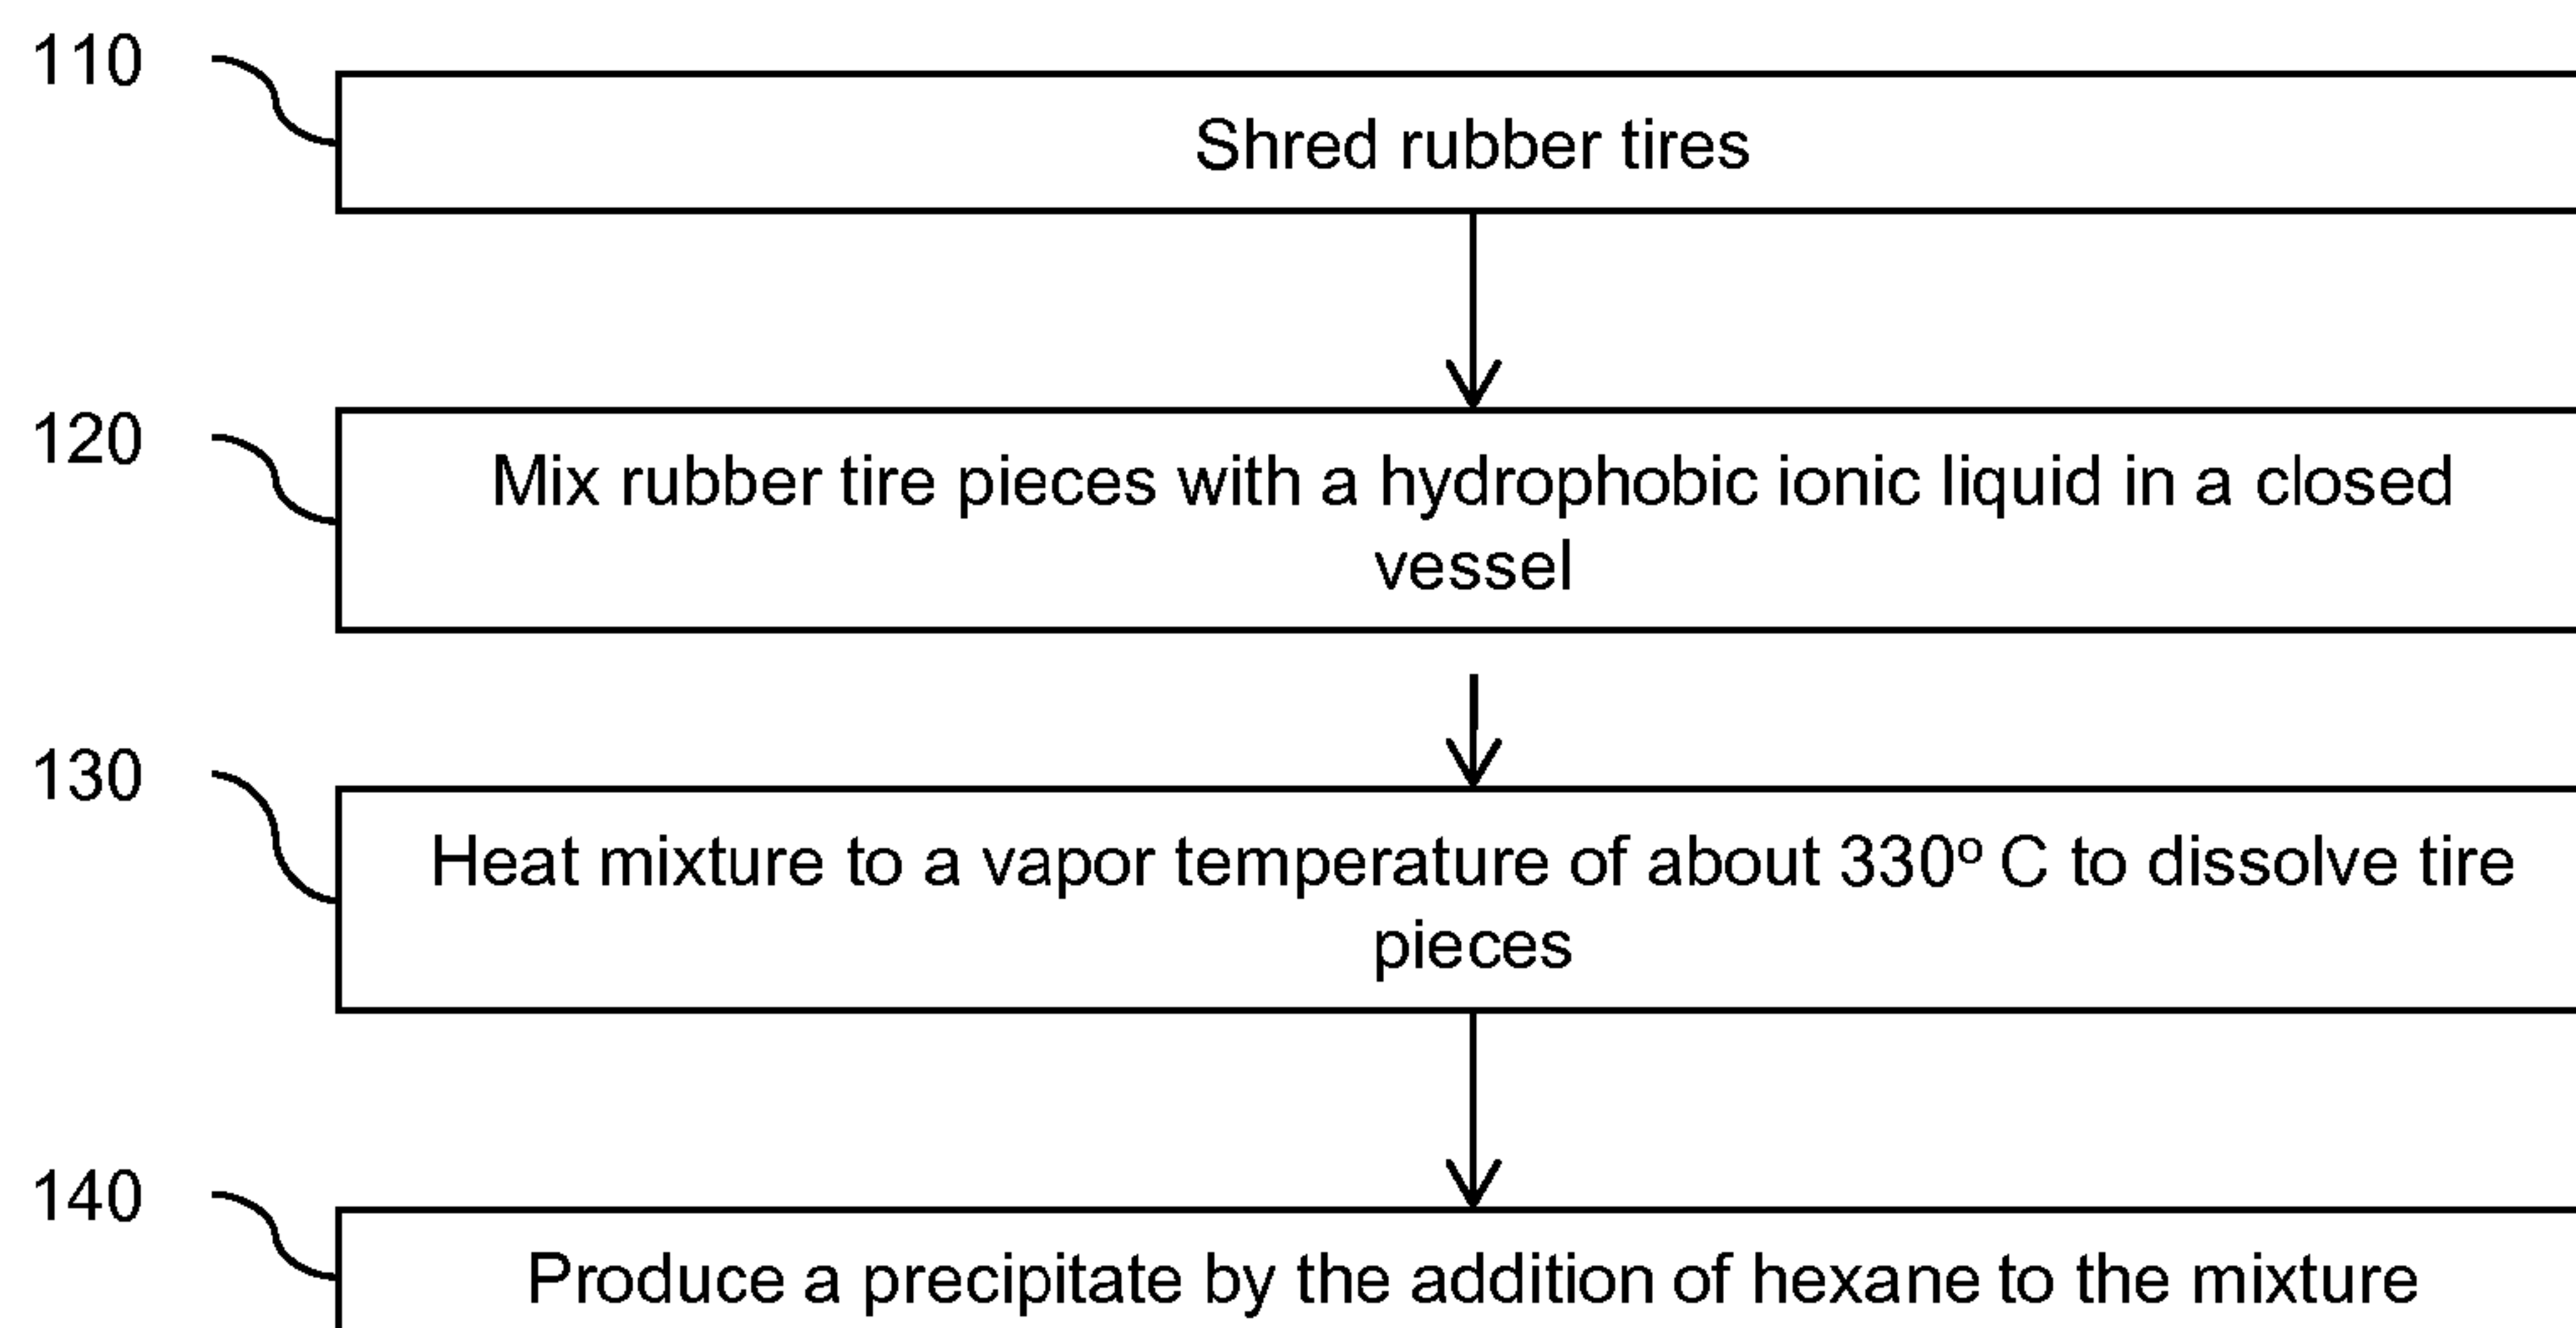 110
Shred rubber tires
120
Mix rubber tire pieces with a hydrophobic ionic liquid in a closed
vessel
130
Heat mixture to a vapor temperature of about 330º C to dissolve tire
pieces
140
Produce a precipitate by the addition of hexane to the mixture